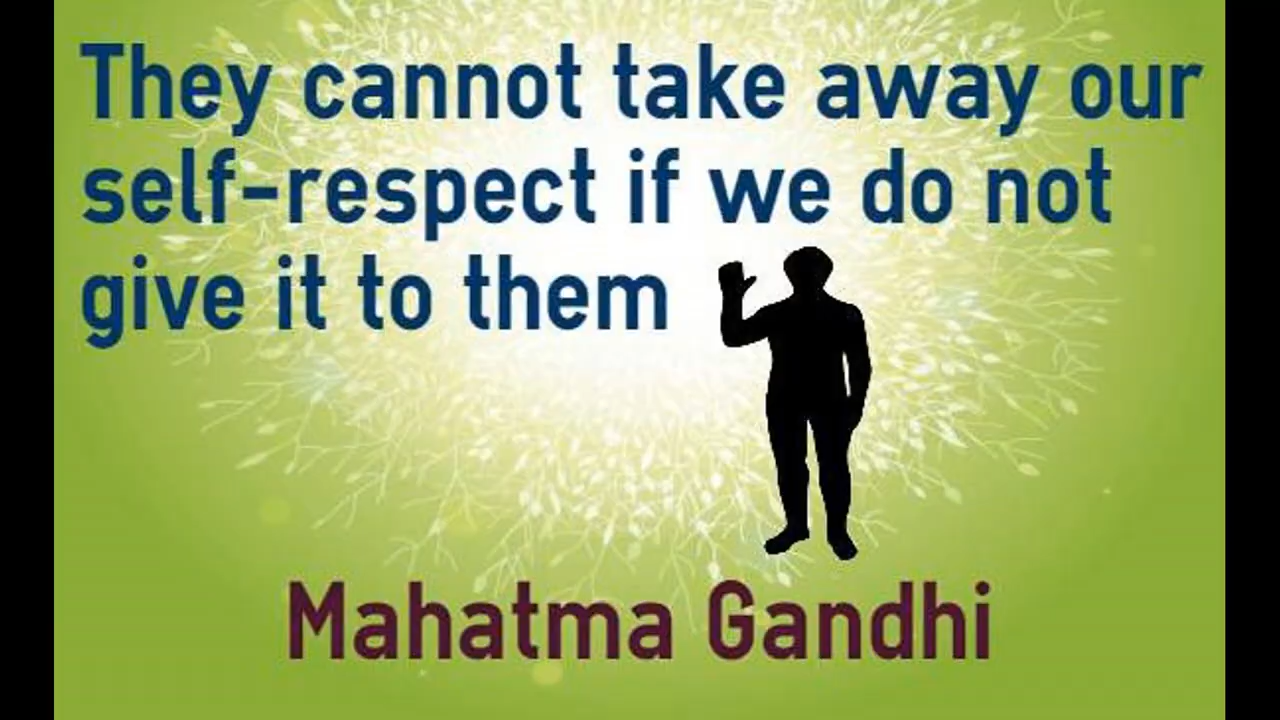 They cannot take away our
self-respect if we do not
give it to them
Mahatma Gandhi